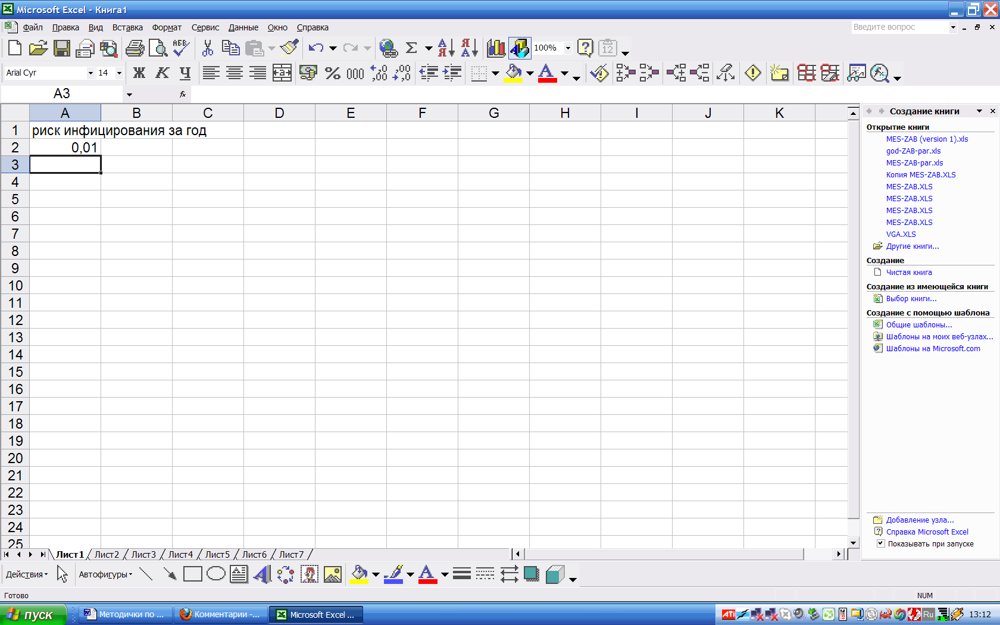 Microsoft Excel - Книга1
Файл Правка Вид Вставка Формат Сервис Данные Окно Справка Введите вопрос
100%
Arial Cyr 14 Ж К Ч % 000
A3 fx
A B C D E F G H I J K
1 риск инфицирования за год
2 0,01
3
4
5
6
7
8
9
10
11
12
13
14
15
16
17
18
19
20
21
22
23
24
25
Создание книги
Открытие книги
MES-ZAB (version 1).xls
god-ZAB-par.xls
MES-ZAB-par.xls
Копия MES-ZAB.XLS
MES-ZAB.XLS
MES-ZAB.XLS
MES-ZAB.XLS
MES-ZAB.XLS
VGA.XLS
Другие книги...
Создание
Чистая книга
Создание из имеющейся книги
Выбор книги...
Создание с помощью шаблона
Общие шаблоны...
Шаблоны на моих веб-узлах...
Шаблоны на Microsoft.com
Добавление узла...
Справка Microsoft Excel
Показывать при запуске
Лист1 Лист2 Лист3 Лист4 Лист5 Лист6 Лист7
Действия Автофигуры
Готово NUM
пуск Методички по ... Комментарии -... Microsoft Excel ... ATI Ru 13:12